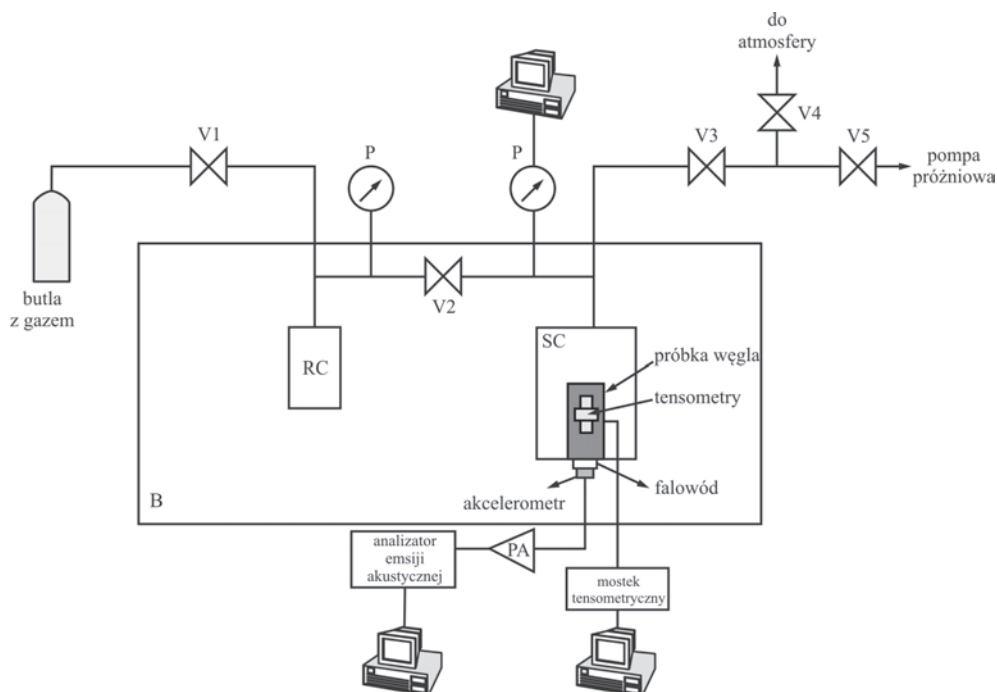 do
atmosfery
V4
V1
P
P
V3
V5
pompa
próżniowa
butla
z gazem
V2
RC
SC
próbka węgla
tensometry
falowód
akcelerometr
B
analizator
emsiji
akustycznej
PA
mostek
tensometryczny